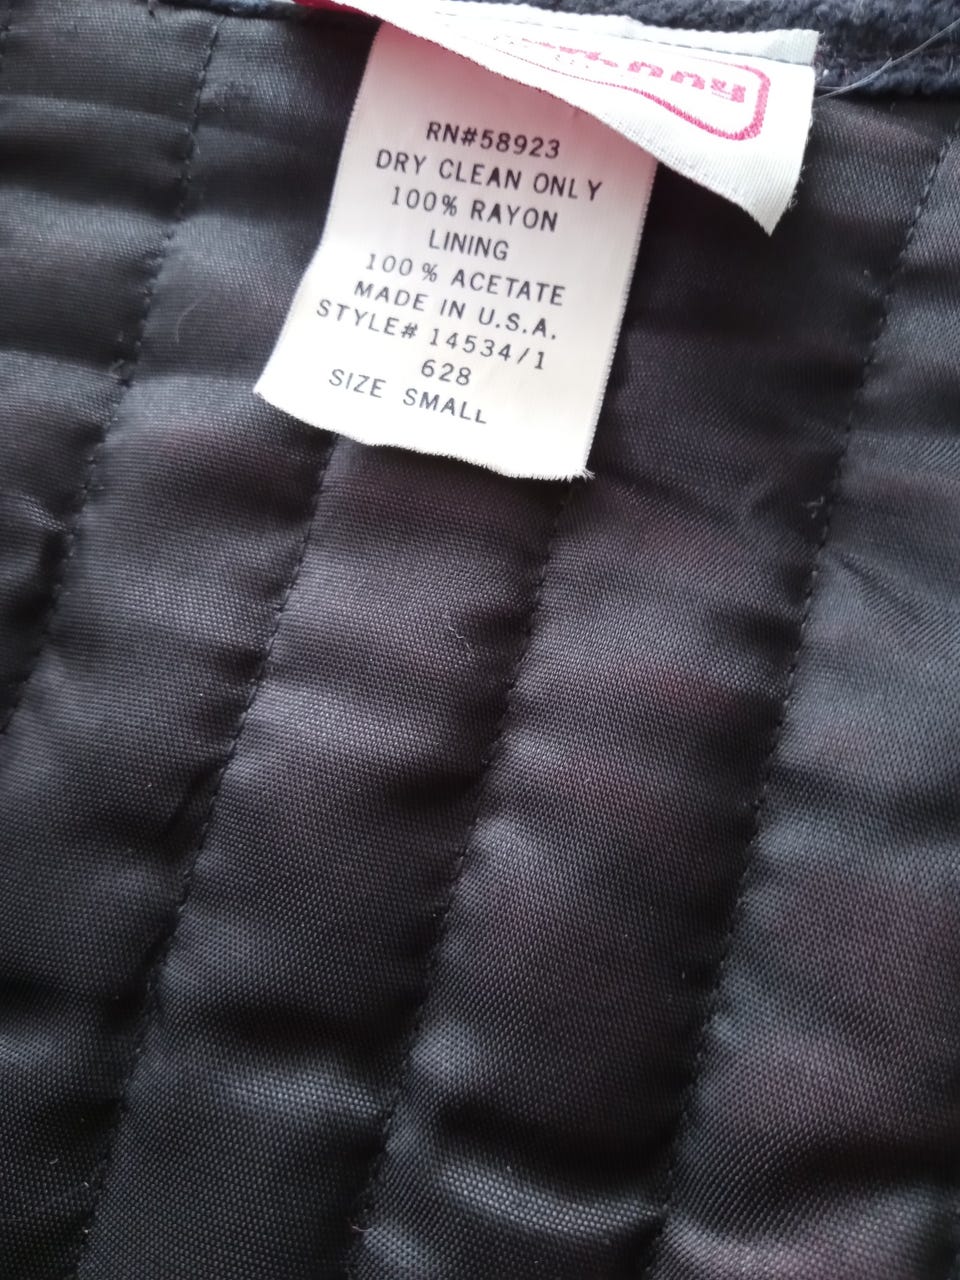 RN#58923
DRY CLEAN ONLY
100% RAYON
LINING
100% ACETATE
MADE IN U.S.A.
STYLE# 14534/1
628
SIZE SMALL